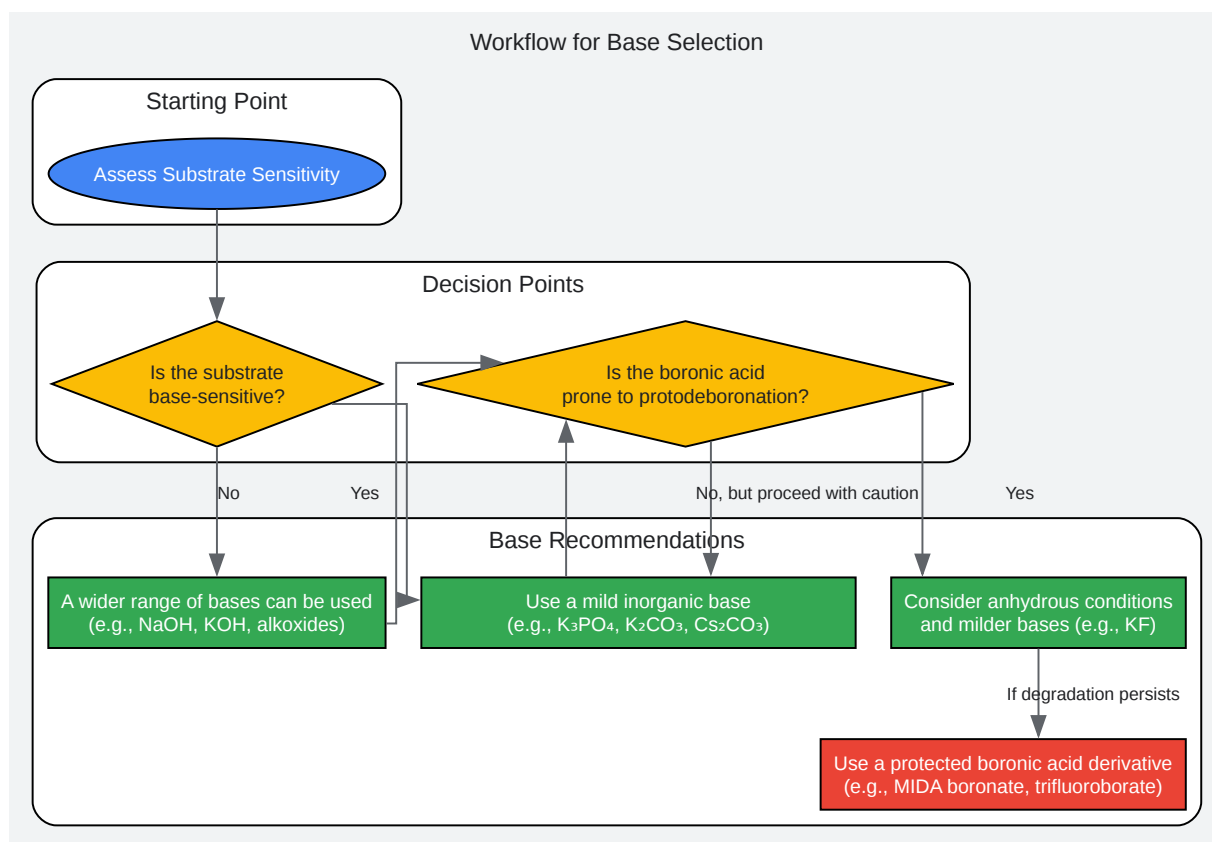 Workflow for Base Selection
Starting Point
Assess Substrate Sensitivity
Decision Points
Is the substrate
base-sensitive?
Is the boronic acid
prone to protodeboronation?
No
Yes
No, but proceed with caution
Yes
Base Recommendations
A wider range of bases can be used
(e.g., NaOH, KOH, alkoxides)
Use a mild inorganic base
(e.g., K₃PO₄, K₂CO₃, Cs₂CO₃)
Consider anhydrous conditions
and milder bases (e.g., KF)
If degradation persists
Use a protected boronic acid derivative
(e.g., MIDA boronate, trifluoroborate)